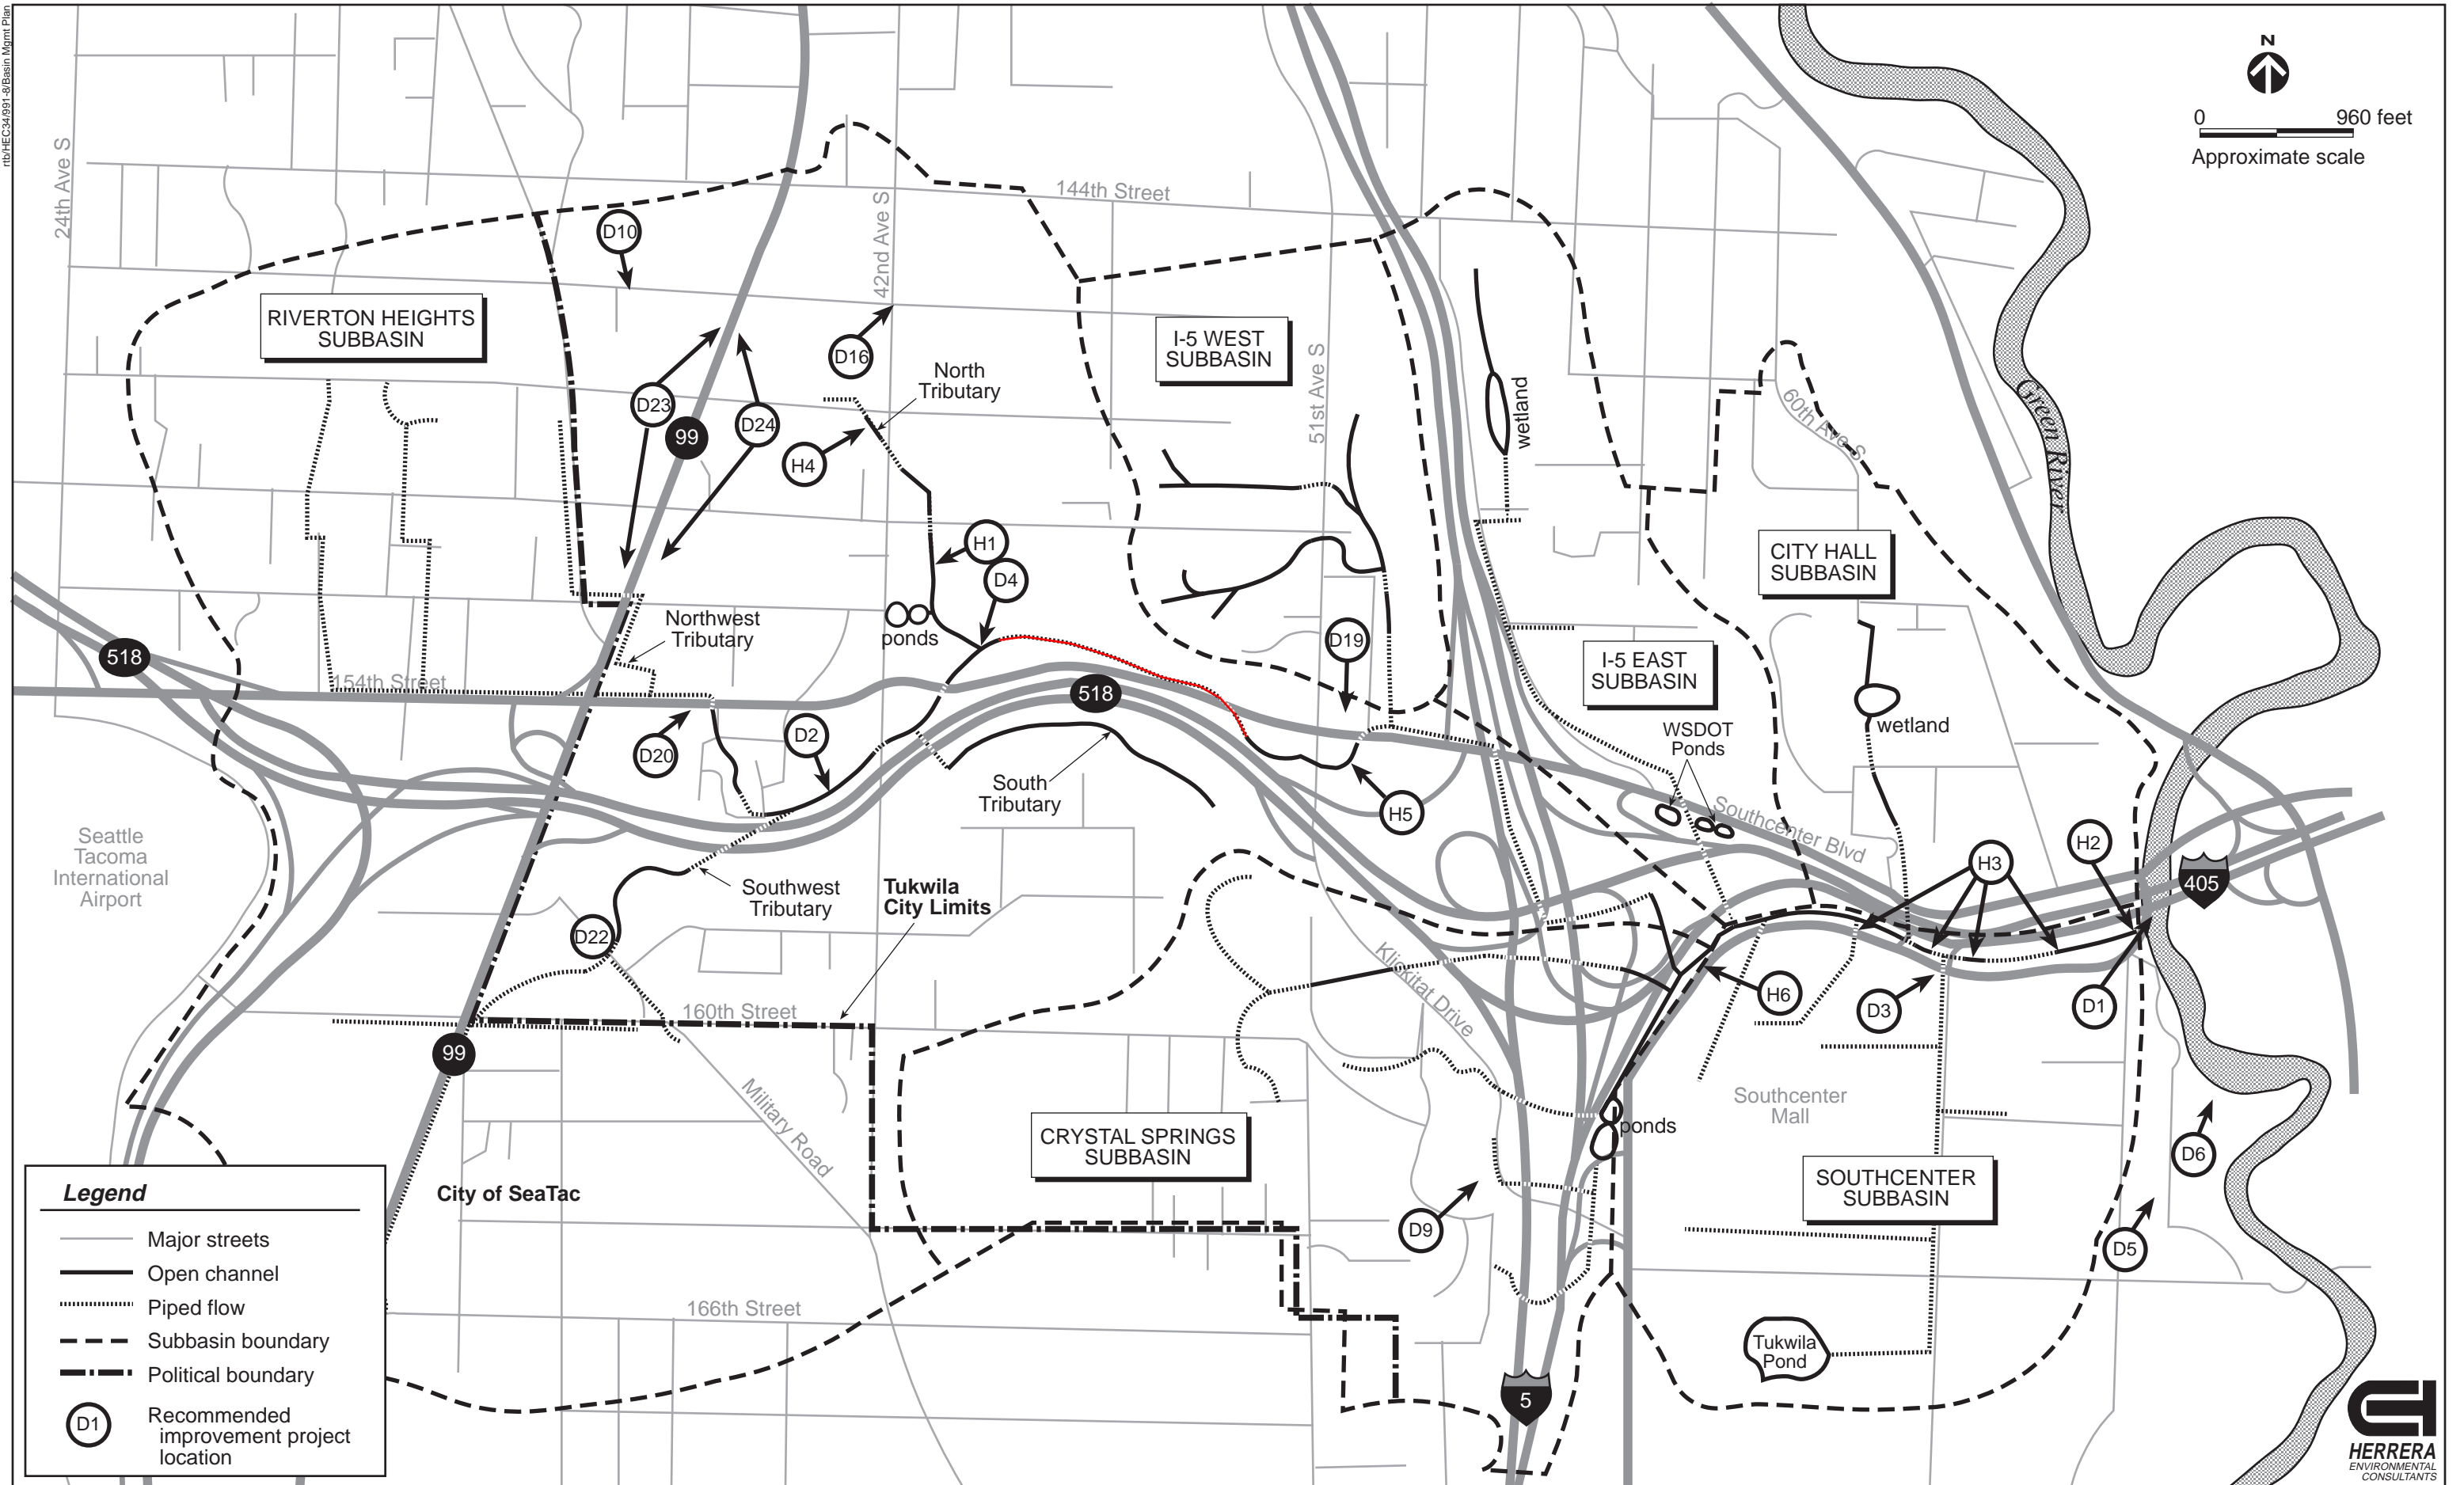 rtb/HEC34/991-8/Basin Mgmt Plan
N
0 960 feet
Approximate scale
24th Ave S
144th Street
42nd Ave S
D10
RIVERTON HEIGHTS
SUBBASIN
I-5 WEST
SUBBASIN
D16
North
Tributary
51st Ave S
wetland
60th Ave S
Green River
D23
99
D24
H4
H1
D4
CITY HALL
SUBBASIN
Northwest
Tributary
ponds
D19
I-5 EAST
SUBBASIN
518
154th Street
518
wetland
WSDOT
Ponds
D20
D2
South
Tributary
H5
Southcenter Blvd
Seattle
Tacoma
International
Airport
H3
H2
405
Southwest
Tributary
Tukwila
City Limits
D22
Klickitat Drive
H6
D3
D1
160th Street
99
Military Road
Southcenter
Mall
CRYSTAL SPRINGS
SUBBASIN
ponds
D6
SOUTHCENTER
SUBBASIN
City of SeaTac
D9
D5
166th Street
Tukwila
Pond
5
Legend
Major streets
Open channel
Piped flow
Subbasin boundary
Political boundary
D1
Recommended
improvement project
location
HERRERA
ENVIRONMENTAL
CONSULTANTS